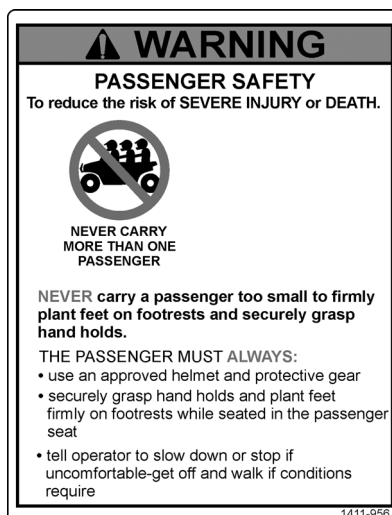 WARNING
PASSENGER SAFETY
To reduce the risk of SEVERE INJURY or DEATH.
NEVER CARRY
MORE THAN ONE
PASSENGER
NEVER carry a passenger too small to firmly
plant feet on footrests and securely grasp
hand holds.
THE PASSENGER MUST ALWAYS:
• use an approved helmet and protective gear
• securely grasp hand holds and plant feet
firmly on footrests while seated in the passenger
seat
• tell operator to slow down or stop if
uncomfortable-get off and walk if conditions
require
1411-956